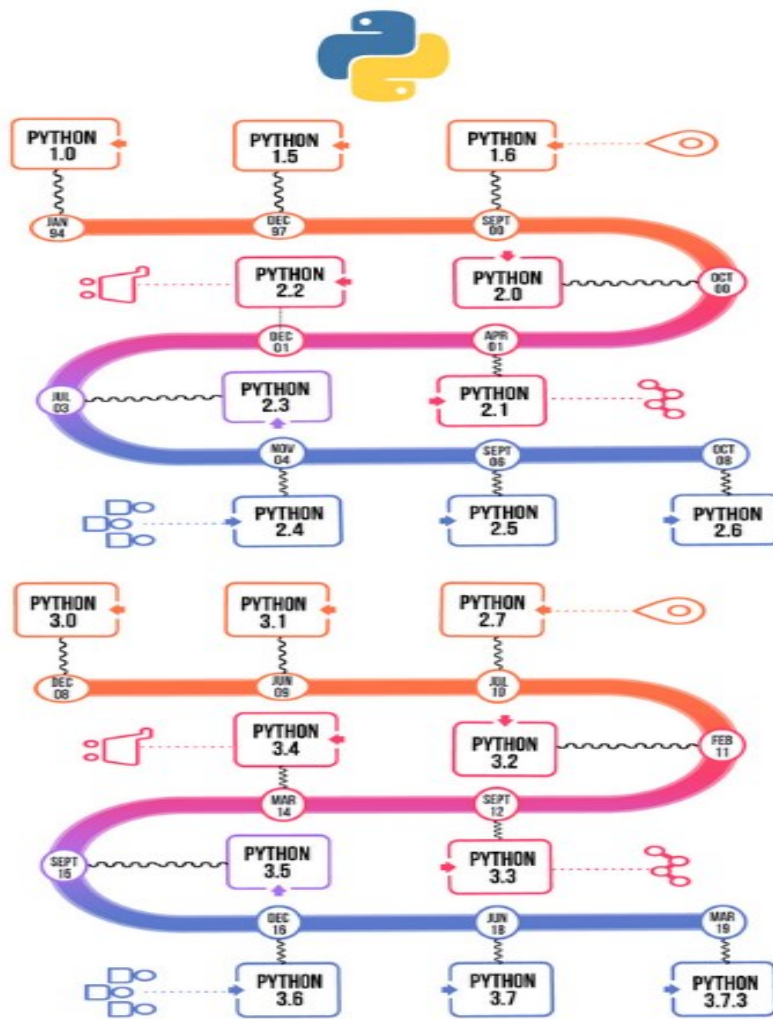 PYTHON
1.0
PYTHON
1.5
PYTHON
1.6
JAN
94
DEC
97
SEPT
00
PYTHON
2.2
PYTHON
2.0
OCT
00
DEC
01
APR
01
JUL
03
PYTHON
2.3
PYTHON
2.1
NOV
04
SEPT
06
OCT
08
PYTHON
2.4
PYTHON
2.5
PYTHON
2.6
PYTHON
3.0
PYTHON
3.1
PYTHON
2.7
DEC
08
JUN
09
JUL
10
PYTHON
3.4
PYTHON
3.2
FEB
11
MAR
14
SEPT
12
SEPT
15
PYTHON
3.5
PYTHON
3.3
DEC
16
JUN
18
MAR
19
PYTHON
3.6
PYTHON
3.7
PYTHON
3.7.3